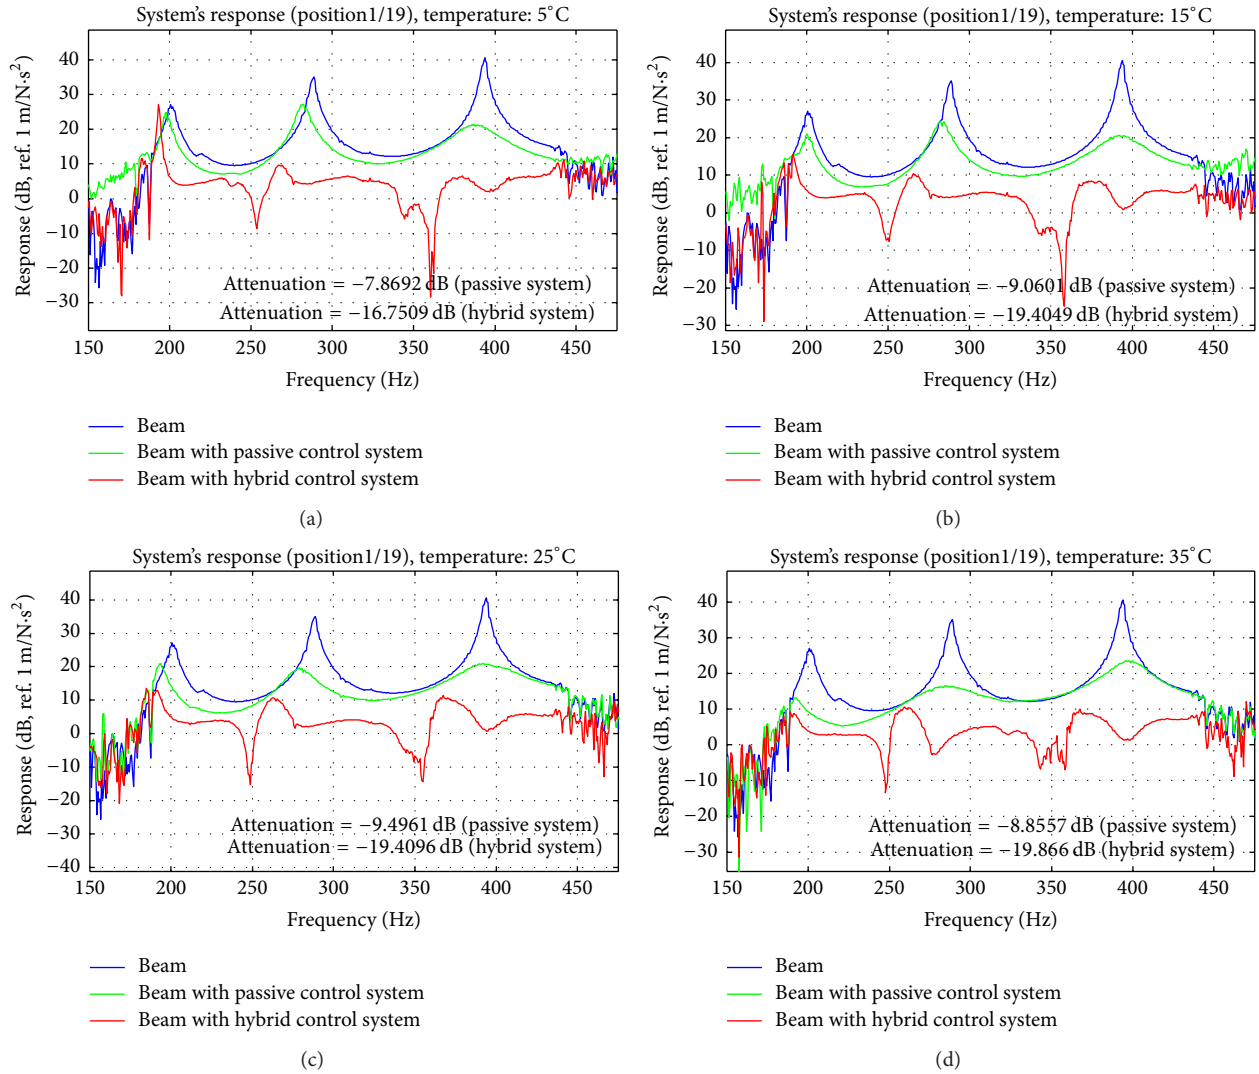 System's response (position1/19), temperature: 5°C
Response (dB, ref. 1 m/N·s²)
40
30
20
10
0
−10
−20
−30
Attenuation = −7.8692 dB (passive system)
Attenuation = −16.7509 dB (hybrid system)
150 200 250 300 350 400 450
Frequency (Hz)
Beam
Beam with passive control system
Beam with hybrid control system
(a)
System's response (position1/19), temperature: 15°C
Response (dB, ref. 1 m/N·s²)
40
30
20
10
0
−10
−20
−30
Attenuation = −9.0601 dB (passive system)
Attenuation = −19.4049 dB (hybrid system)
150 200 250 300 350 400 450
Frequency (Hz)
Beam
Beam with passive control system
Beam with hybrid control system
(b)
System's response (position1/19), temperature: 25°C
Response (dB, ref. 1 m/N·s²)
40
30
20
10
0
−10
−20
−30
−40
Attenuation = −9.4961 dB (passive system)
Attenuation = −19.4096 dB (hybrid system)
150 200 250 300 350 400 450
Frequency (Hz)
Beam
Beam with passive control system
Beam with hybrid control system
(c)
System's response (position1/19), temperature: 35°C
Response (dB, ref. 1 m/N·s²)
40
30
20
10
0
−10
−20
−30
Attenuation = −8.8557 dB (passive system)
Attenuation = −19.866 dB (hybrid system)
150 200 250 300 350 400 450
Frequency (Hz)
Beam
Beam with passive control system
Beam with hybrid control system
(d)